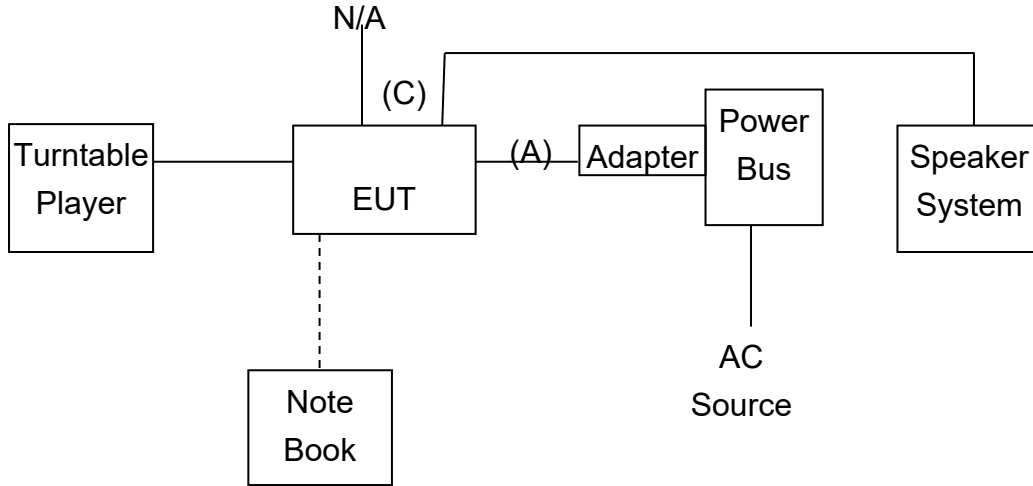 N/A
(C)
Turntable
Player
EUT
(A)
Adapter
Power
Bus
Speaker
System
Note
Book
AC
Source